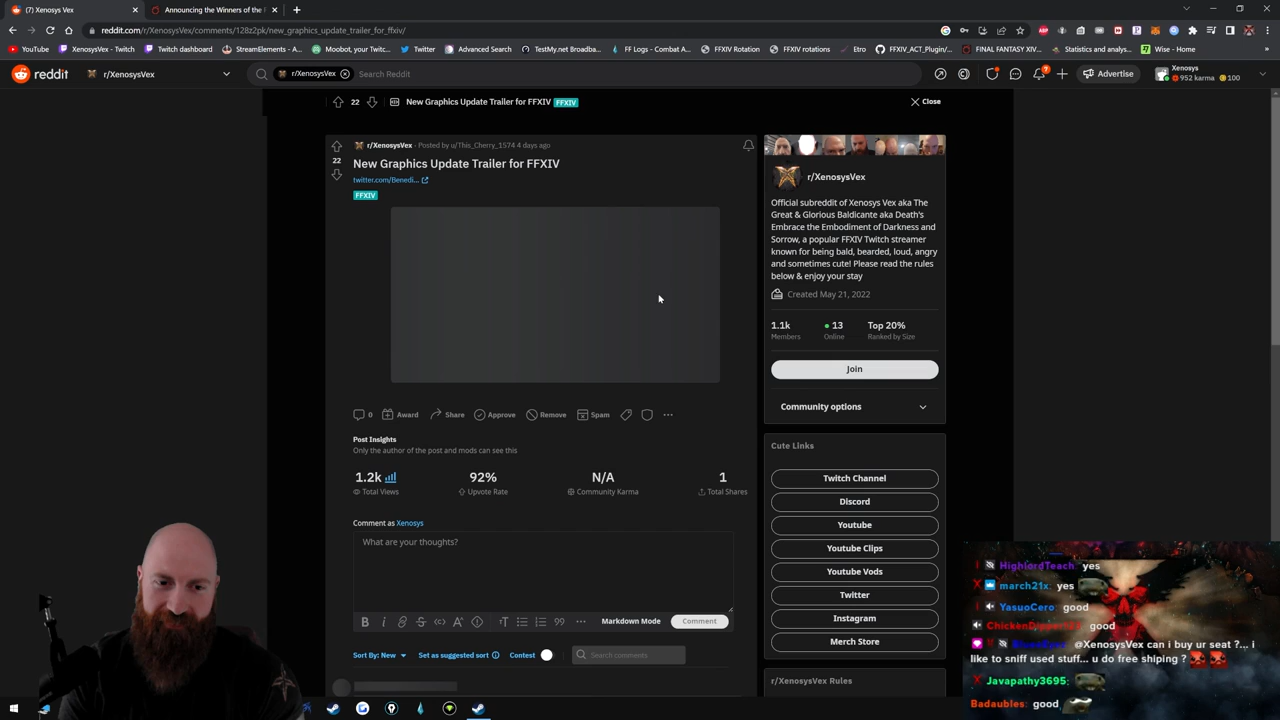 (7) Xenosys Vex
Announcing the Winners of the
reddit.com/r/XenosysVex/comments/128z2pk/new_graphics_update_trailer_for_ffxiv/
YouTube
XenosysVex - Twitch
Twitch dashboard
StreamElements - A...
Moobot, your Twitc...
Twitter
Advanced Search
TestMy.net Broadba...
FF Logs - Combat A...
FFXIV Rotation
FFXIV rotations
Etro
FFXIV_ACT_Plugin/...
FINAL FANTASY XIV...
Statistics and analys...
Wise - Home
reddit
r/XenosysVex
r/XenosysVex
Search Reddit
Advertise
Xenosys
952 karma
100
22
New Graphics Update Trailer for FFXIV
FFXIV
Close
r/XenosysVex • Posted by u/This_Cherry_1574 4 days ago
22
New Graphics Update Trailer for FFXIV
twitter.com/Benedi...
FFXIV
0
Award
Share
Approve
Remove
Spam
Post Insights
Only the author of the post and mods can see this
1.2k
Total Views
92%
Upvote Rate
N/A
Community Karma
1
Total Shares
Comment as Xenosys
What are your thoughts?
Markdown Mode
Comment
Sort By: New
Set as suggested sort
Contest
Search comments
r/XenosysVex
Official subreddit of Xenosys Vex aka The
Great & Glorious Baldicante aka Death's
Embrace the Embodiment of Darkness and
Sorrow, a popular FFXIV Twitch streamer
known for being bald, bearded, loud, angry
and sometimes cute! Please read the rules
below & enjoy your stay
Created May 21, 2022
1.1k
Members
13
Online
Top 20%
Ranked by Size
Join
Community options
Cute Links
Twitch Channel
Discord
Youtube
Youtube Clips
Youtube Vods
Twitter
Instagram
Merch Store
r/XenosysVex Rules
HighlordTeach: yes
march21x: yes
YasuoCero: good
good
@XenosysVex can i buy ur seat ?... i
like to sniff used stuff... u do free shiping ?
Javapathy3695:
Badaubles: good